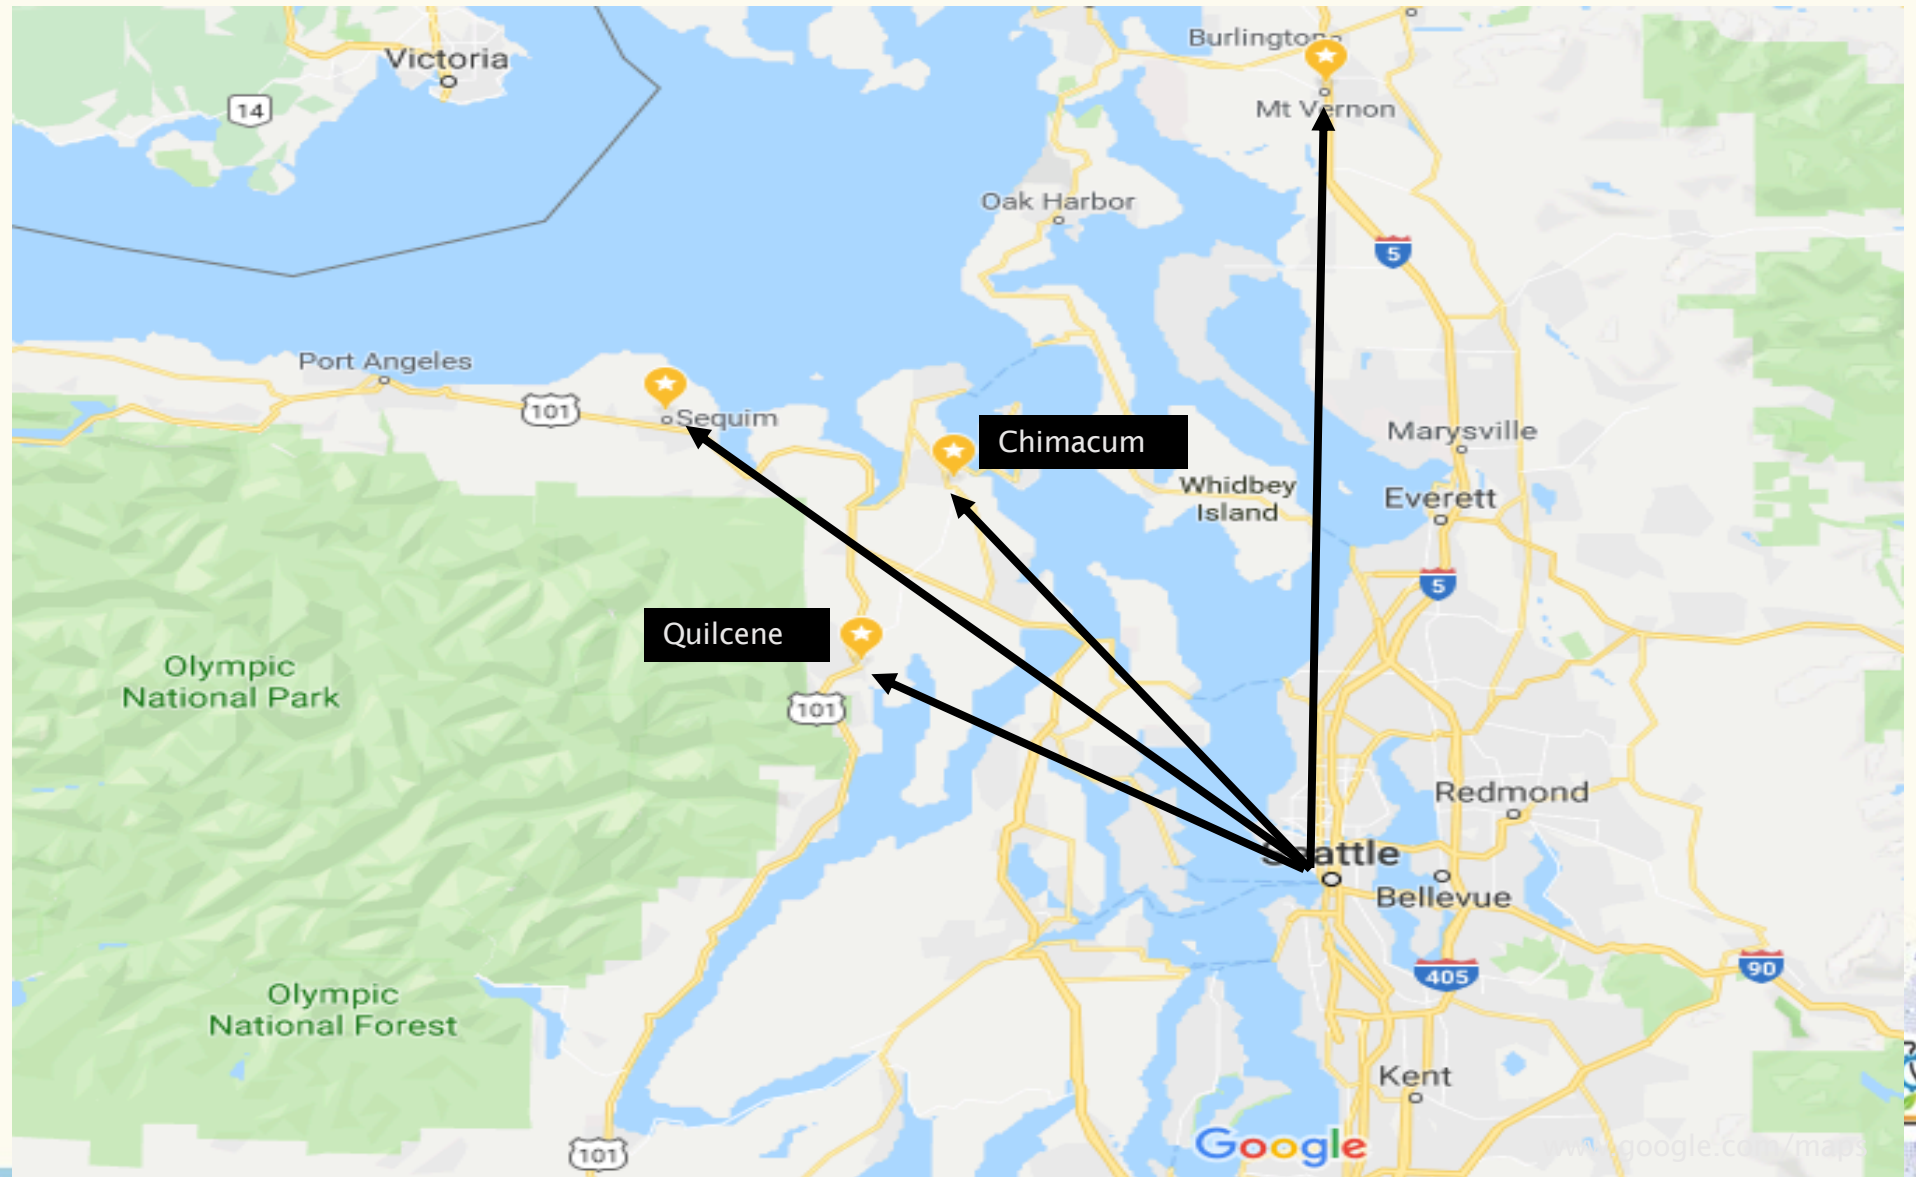 Victoria
14
Burlington
Mt Vernon
Oak Harbor
5
Port Angeles
101
Sequim
Chimacum
Marysville
Whidbey
Island
Everett
5
Quilcene
Olympic
National Park
101
Redmond
Seattle
Bellevue
405
90
Olympic
National Forest
Kent
101
Google
www.google.com/maps